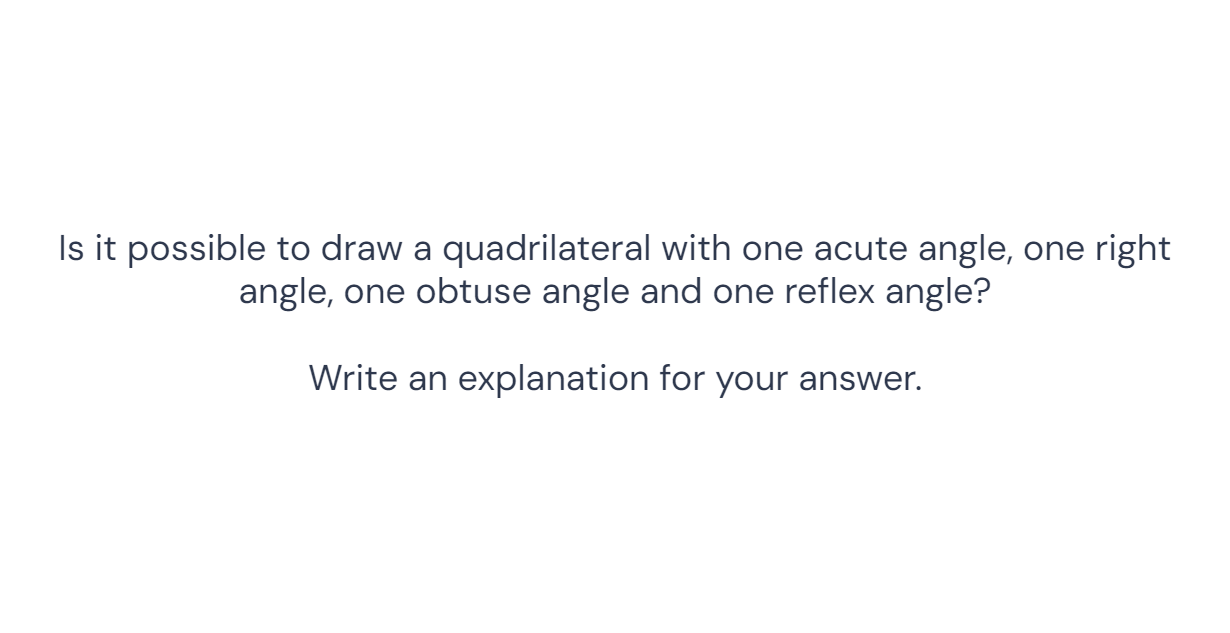 Is it possible to draw a quadrilateral with one acute angle, one right
angle, one obtuse angle and one reflex angle?
Write an explanation for your answer.